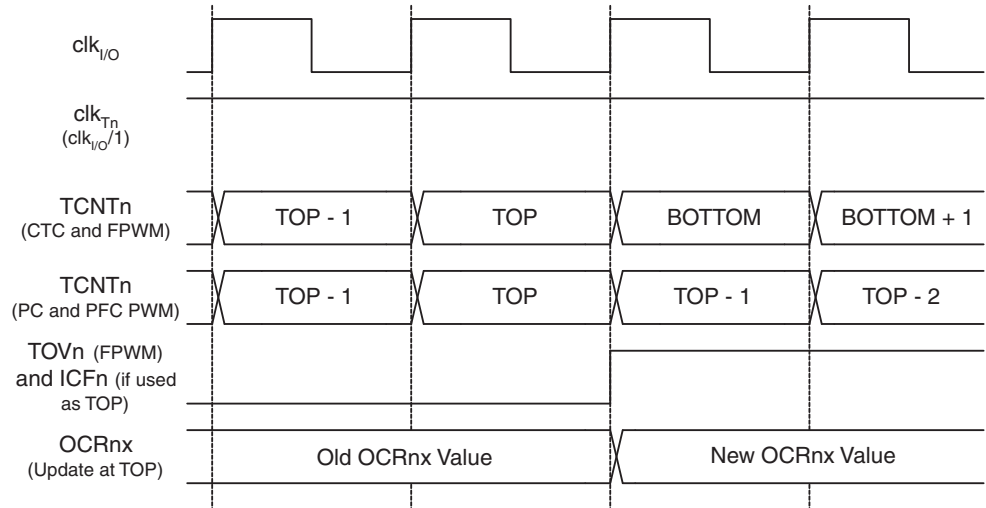 clkI/O
clkTn
(clkI/O/1)
TCNTn
(CTC and FPWM)
TOP - 1
TOP
BOTTOM
BOTTOM + 1
TCNTn
(PC and PFC PWM)
TOP - 1
TOP
TOP - 1
TOP - 2
TOVn (FPWM)
and ICFn (if used
as TOP)
OCRnx
(Update at TOP)
Old OCRnx Value
New OCRnx Value